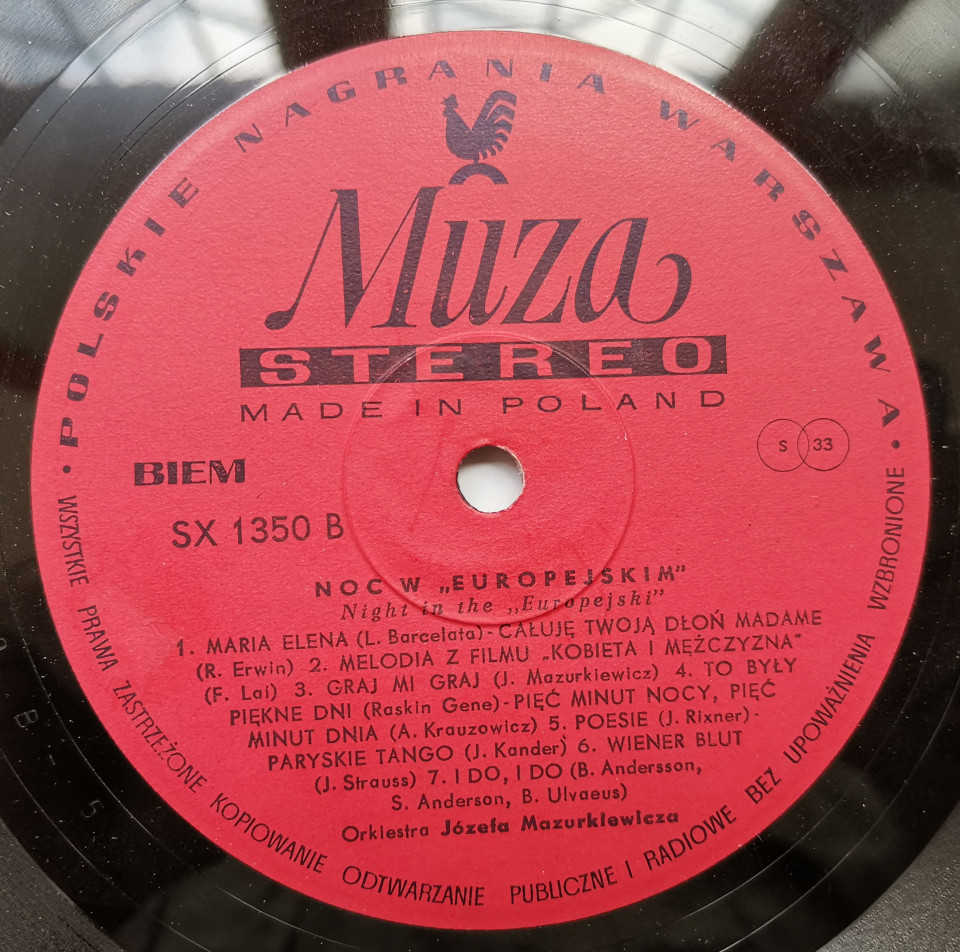 POLSKIE NAGRANIA WARSZAWA
Muza
STEREO
MADE IN POLAND
S 33
BIEM
SX 1350 B
NOC W „EUROPEJSKIM”
Night in the „Europejski”
1. MARIA ELENA (L. Barcelata) - CAŁUJĘ TWOJĄ DŁOŃ MADAME
(R. Erwin) 2. MELODIA Z FILMU „KOBIETA I MĘŻCZYZNA”
(F. Lai) 3. GRAJ MI GRAJ (J. Mazurkiewicz) 4. TO BYŁY
PIĘKNE DNI (Raskin Gene) - PIĘĆ MINUT NOCY, PIĘĆ
MINUT DNIA (A. Krauzowicz) 5. POESIE (J. Rixner) -
PARYSKIE TANGO (J. Kander) 6. WIENER BLUT
(J. Strauss) 7. I DO, I DO (B. Andersson,
S. Anderson, B. Ulvaeus)
Orkiestra Józefa Mazurkiewicza
WSZYSTKIE PRAWA ZASTRZEŻONE KOPIOWANIE ODTWARZANIE PUBLICZNE I RADIOWE BEZ UPOWAŻNIENIA WZBRONIONE